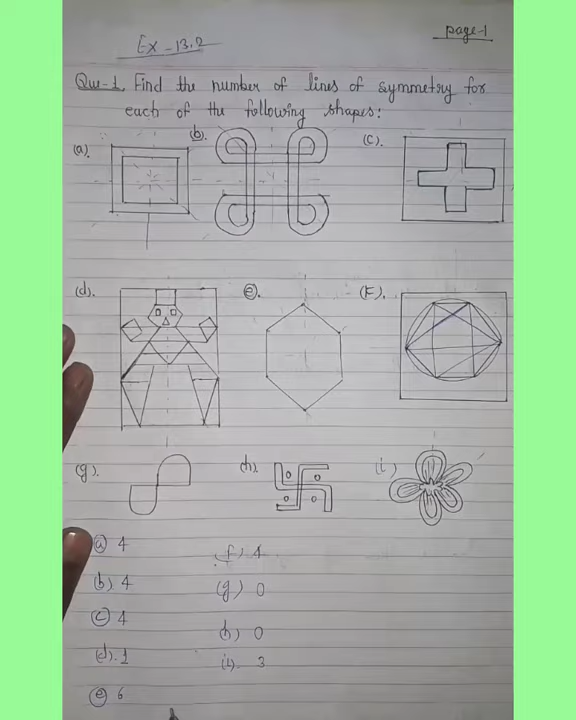 page-1
Ex-13.2
Que-1. Find the number of lines of symmetry for
each of the following shapes:
(a).
(b).
(c).
(d).
(e).
(F).
(g).
(h).
(i)
(a) 4
(b) 4
(c) 4
(d). 1
(e) 6
(f) 4
(g) 0
(h) 0
(i). 3